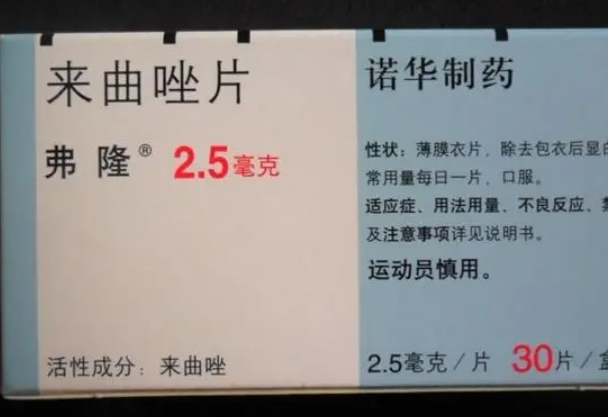 来曲唑片
弗隆® 2.5毫克
活性成分：来曲唑
诺华制药
性状：薄膜衣片，除去包衣后显白
常用量每日一片，口服。
适应症、用法用量、不良反应、禁
及注意事项详见说明书。
运动员慎用。
2.5毫克/片 30片/盒